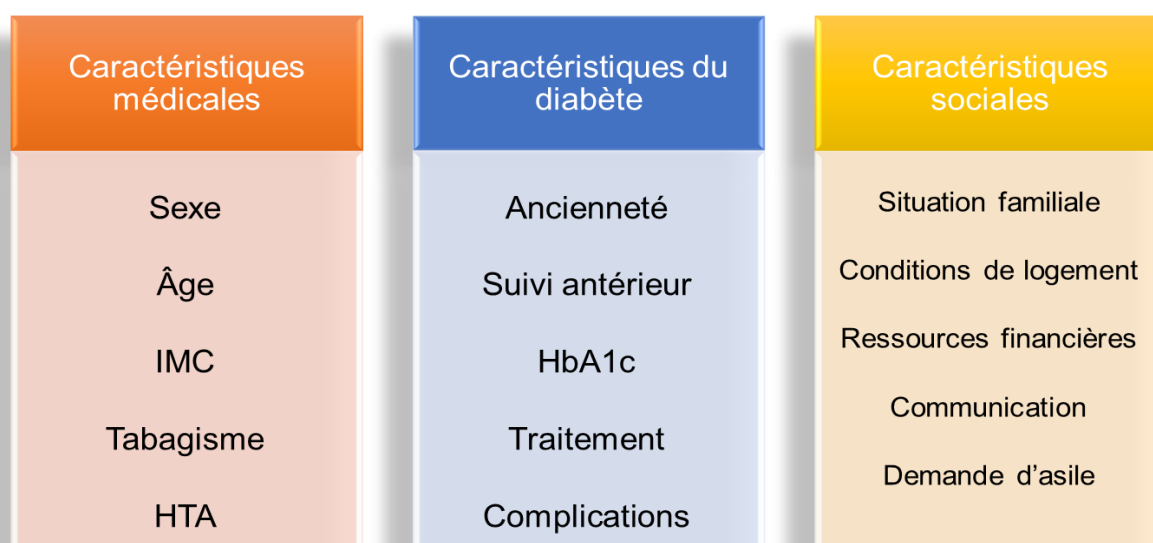 Caractéristiques
médicales
Sexe
Âge
IMC
Tabagisme
HTA
Caractéristiques du
diabète
Ancienneté
Suivi antérieur
HbA1c
Traitement
Complications
Caractéristiques
sociales
Situation familiale
Conditions de logement
Ressources financières
Communication
Demande d'asile